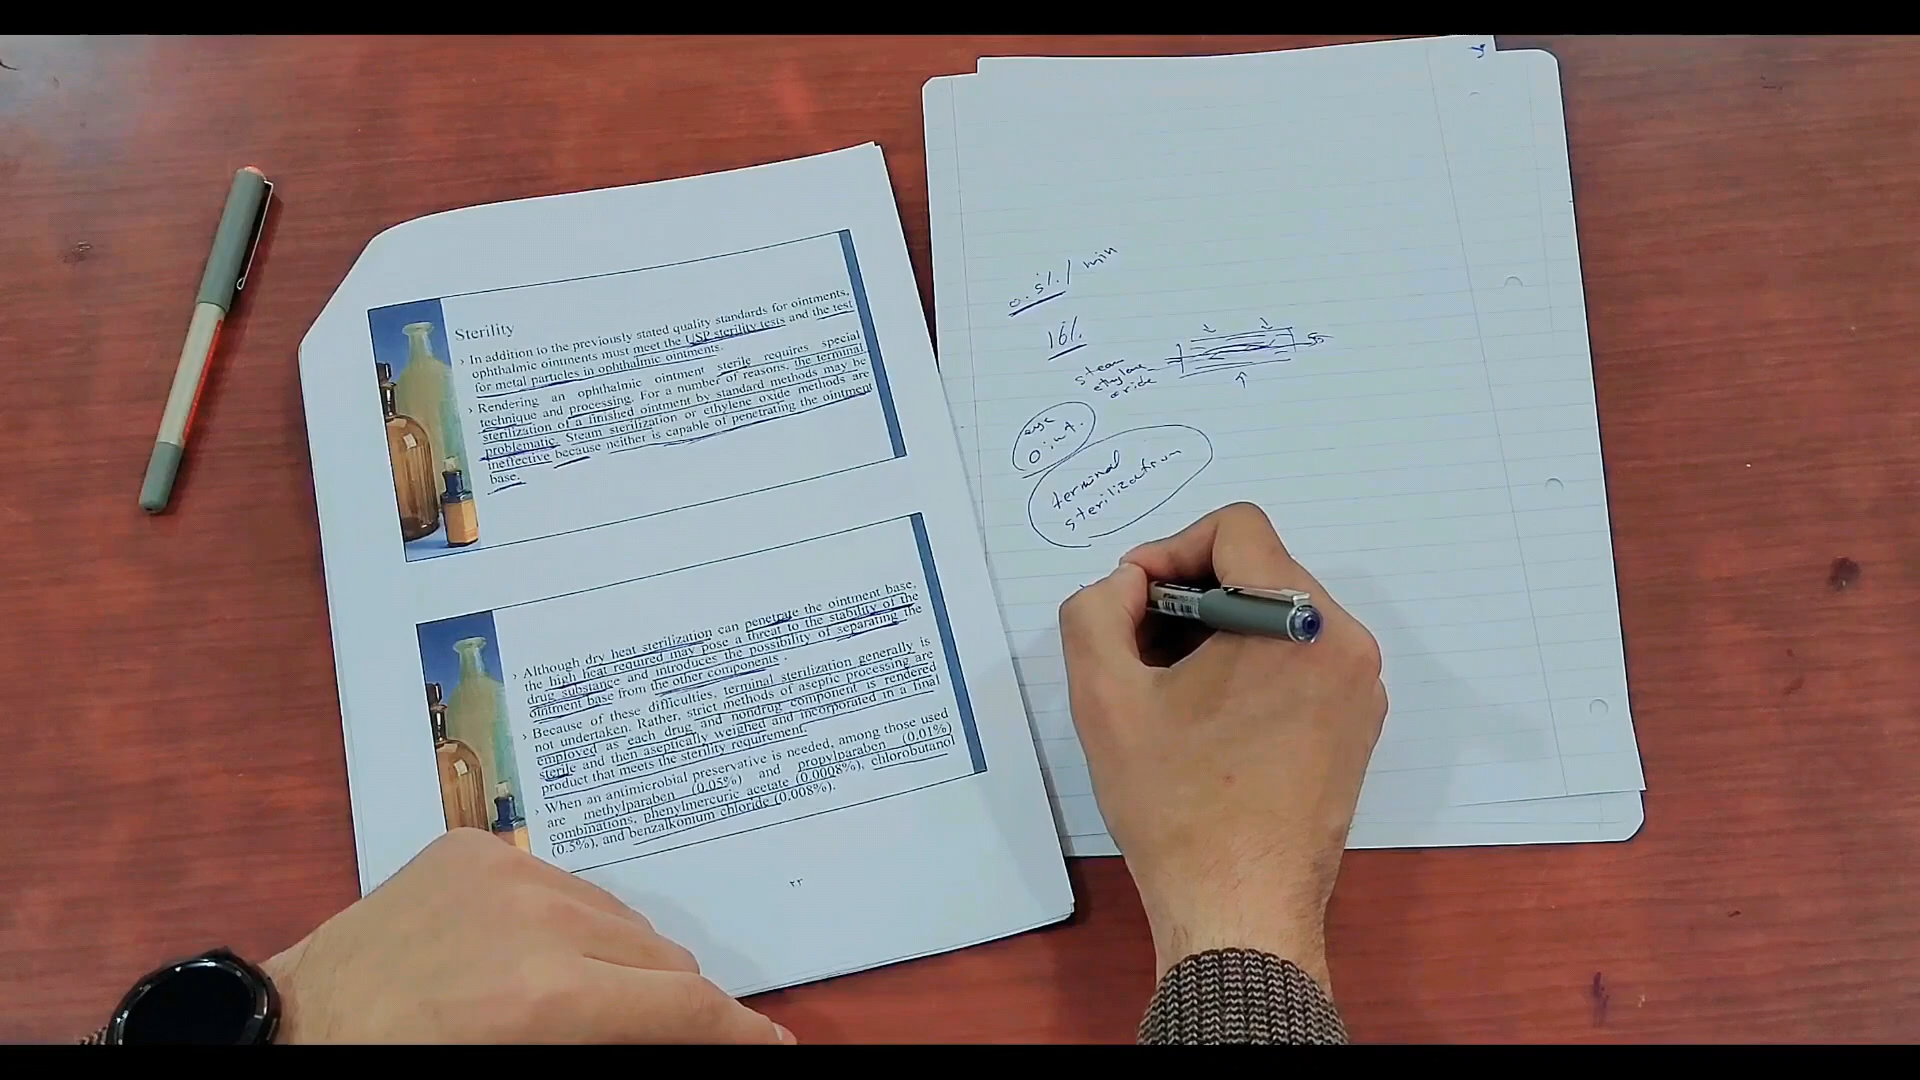 Sterility
› In addition to the previously stated quality standards for ointments,
ophthalmic ointments must meet the USP sterility tests and the test
for metal particles in ophthalmic ointments.
› Rendering an ophthalmic ointment sterile requires special
technique and processing. For a number of reasons, the terminal
sterilization of a finished ointment by standard methods may be
problematic. Steam sterilization or ethylene oxide methods are
ineffective because neither is capable of penetrating the ointment
base.
› Although dry heat sterilization can penetrate the ointment base,
the high heat required may pose a threat to the stability of the
drug substance and introduces the possibility of separating the
ointment base from the other components .
› Because of these difficulties, terminal sterilization generally is
not undertaken. Rather, strict methods of aseptic processing are
employed as each drug and nondrug component is rendered
sterile and then aseptically weighed and incorporated in a final
product that meets the sterility requirement.
› When an antimicrobial preservative is needed, among those used
are methylparaben (0.05%) and propylparaben (0.01%)
combinations, phenylmercuric acetate (0.0008%), chlorobutanol
(0.5%), and benzalkonium chloride (0.008%).
٢٣
0.5% / min
16%
steam
ethylene
oxide
eye
oint.
terminal
sterilization